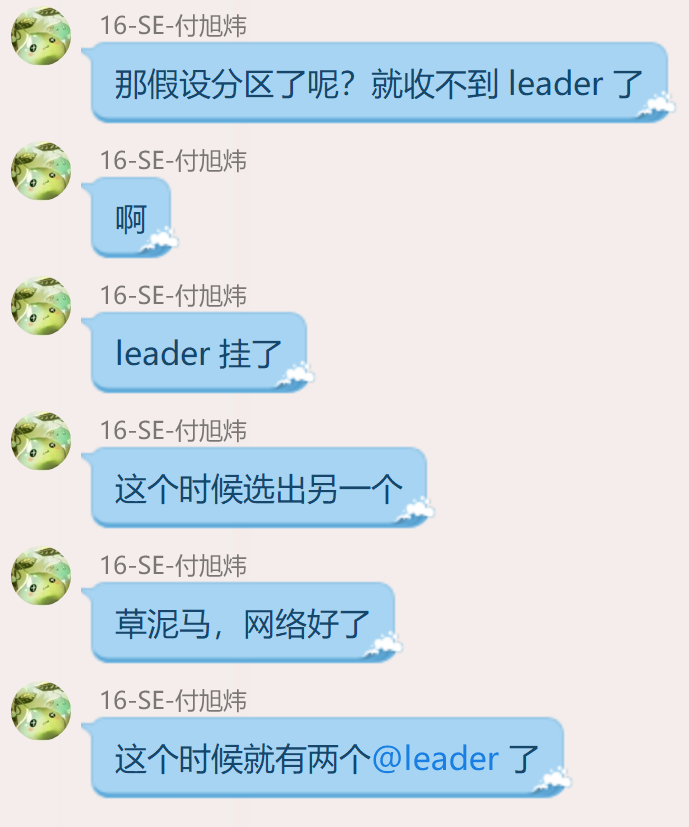 16-SE-付旭炜
那假设分区了呢？就收不到 leader 了
16-SE-付旭炜
啊
16-SE-付旭炜
leader 挂了
16-SE-付旭炜
这个时候选出另一个
16-SE-付旭炜
草泥马，网络好了
16-SE-付旭炜
这个时候就有两个@leader 了